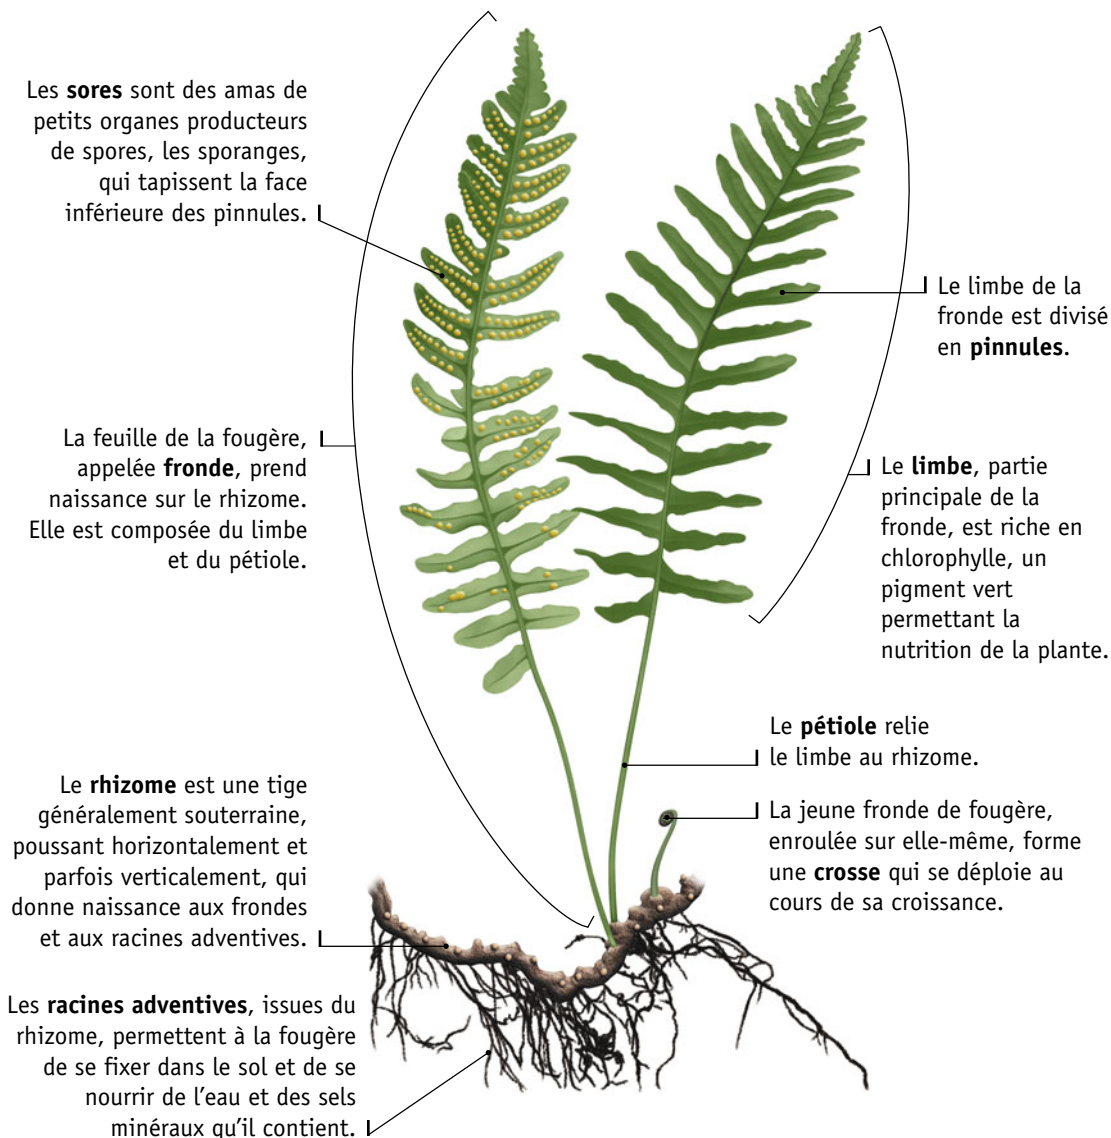 Les sores sont des amas de
petits organes producteurs
de spores, les sporanges,
qui tapissent la face
inférieure des pinnules.
Le limbe de la
fronde est divisé
en pinnules.
La feuille de la fougère,
appelée fronde, prend
naissance sur le rhizome.
Elle est composée du limbe
et du pétiole.
Le limbe, partie
principale de la
fronde, est riche en
chlorophylle, un
pigment vert
permettant la
nutrition de la plante.
Le pétiole relie
le limbe au rhizome.
Le rhizome est une tige
généralement souterraine,
poussant horizontalement et
parfois verticalement, qui
donne naissance aux frondes
et aux racines adventives.
La jeune fronde de fougère,
enroulée sur elle-même, forme
une crosse qui se déploie au
cours de sa croissance.
Les racines adventives, issues du
rhizome, permettent à la fougère
de se fixer dans le sol et de se
nourrir de l’eau et des sels
minéraux qu’il contient.